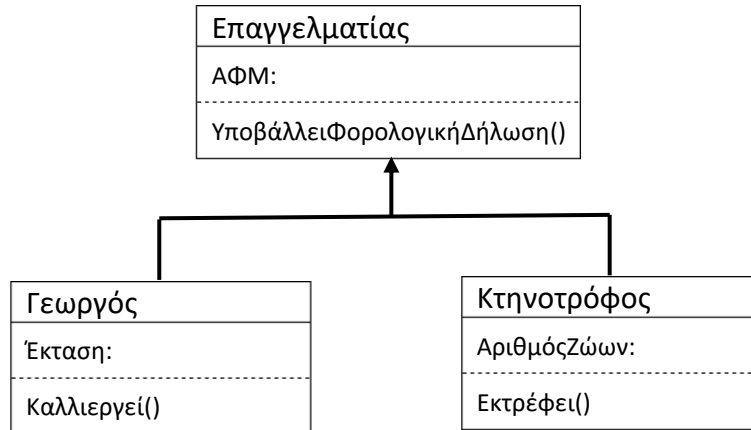 Επαγγελματίας
ΑΦΜ:
ΥποβάλλειΦορολογικήΔήλωση()
Γεωργός
Έκταση:
Καλλιεργεί()
Κτηνοτρόφος
ΑριθμόςΖώων:
Εκτρέφει()